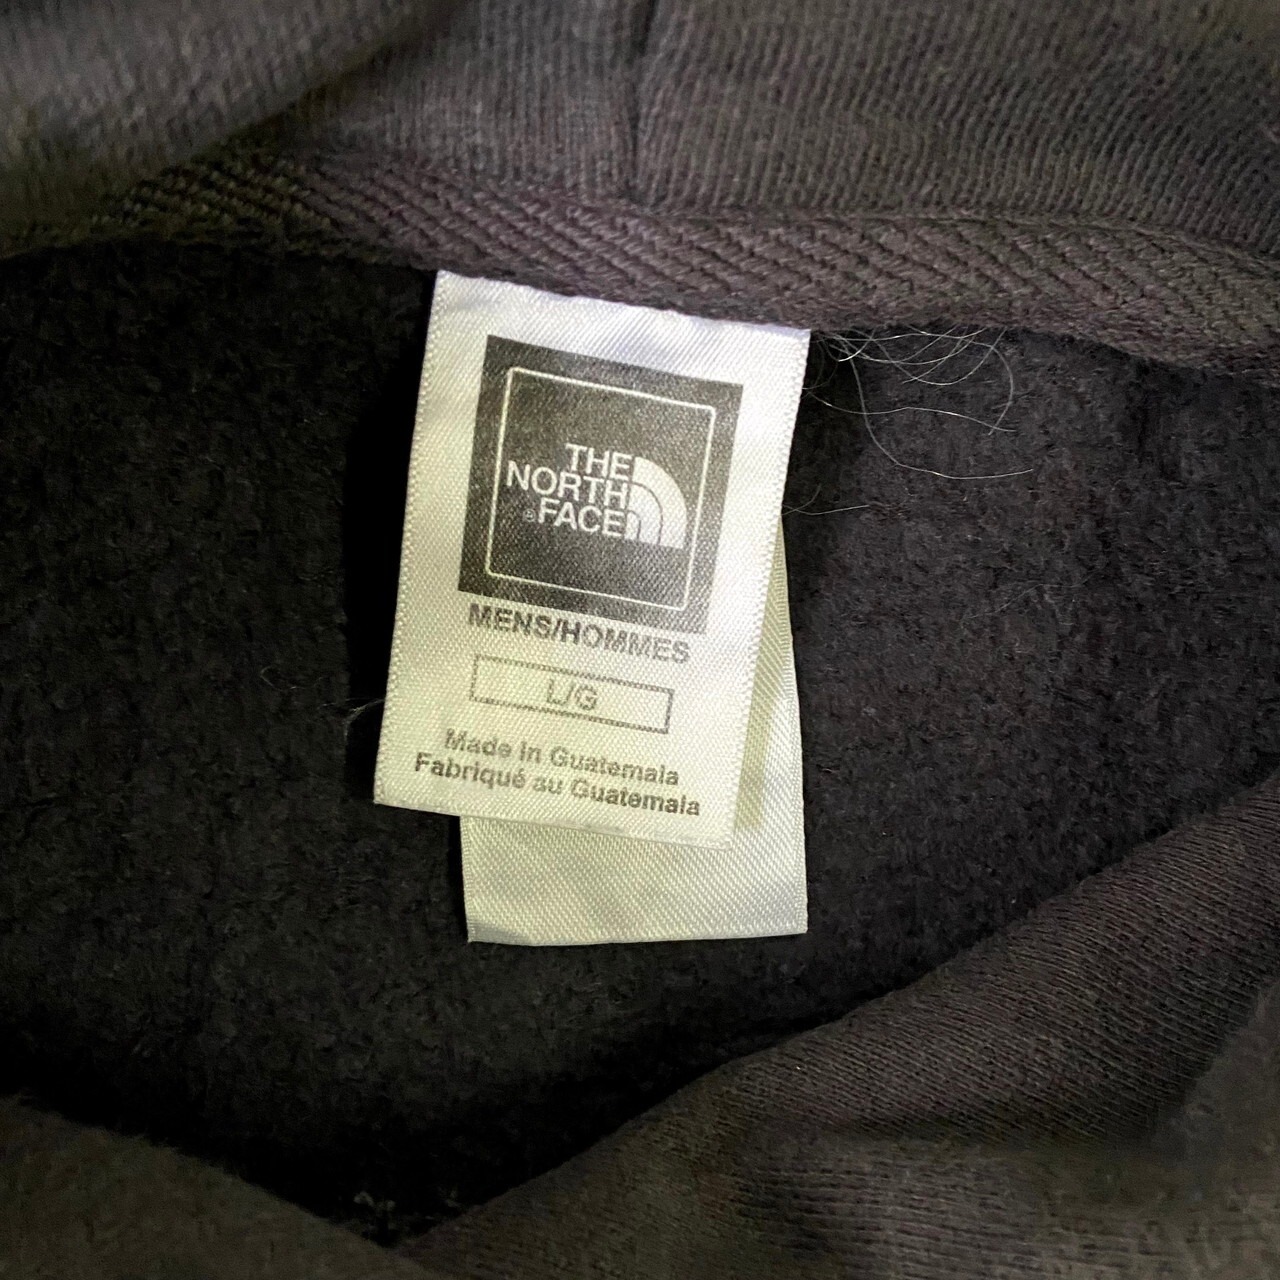 THE
NORTH
®FACE
MENS/HOMMES
L/G
Made in Guatemala
Fabriqué au Guatemala